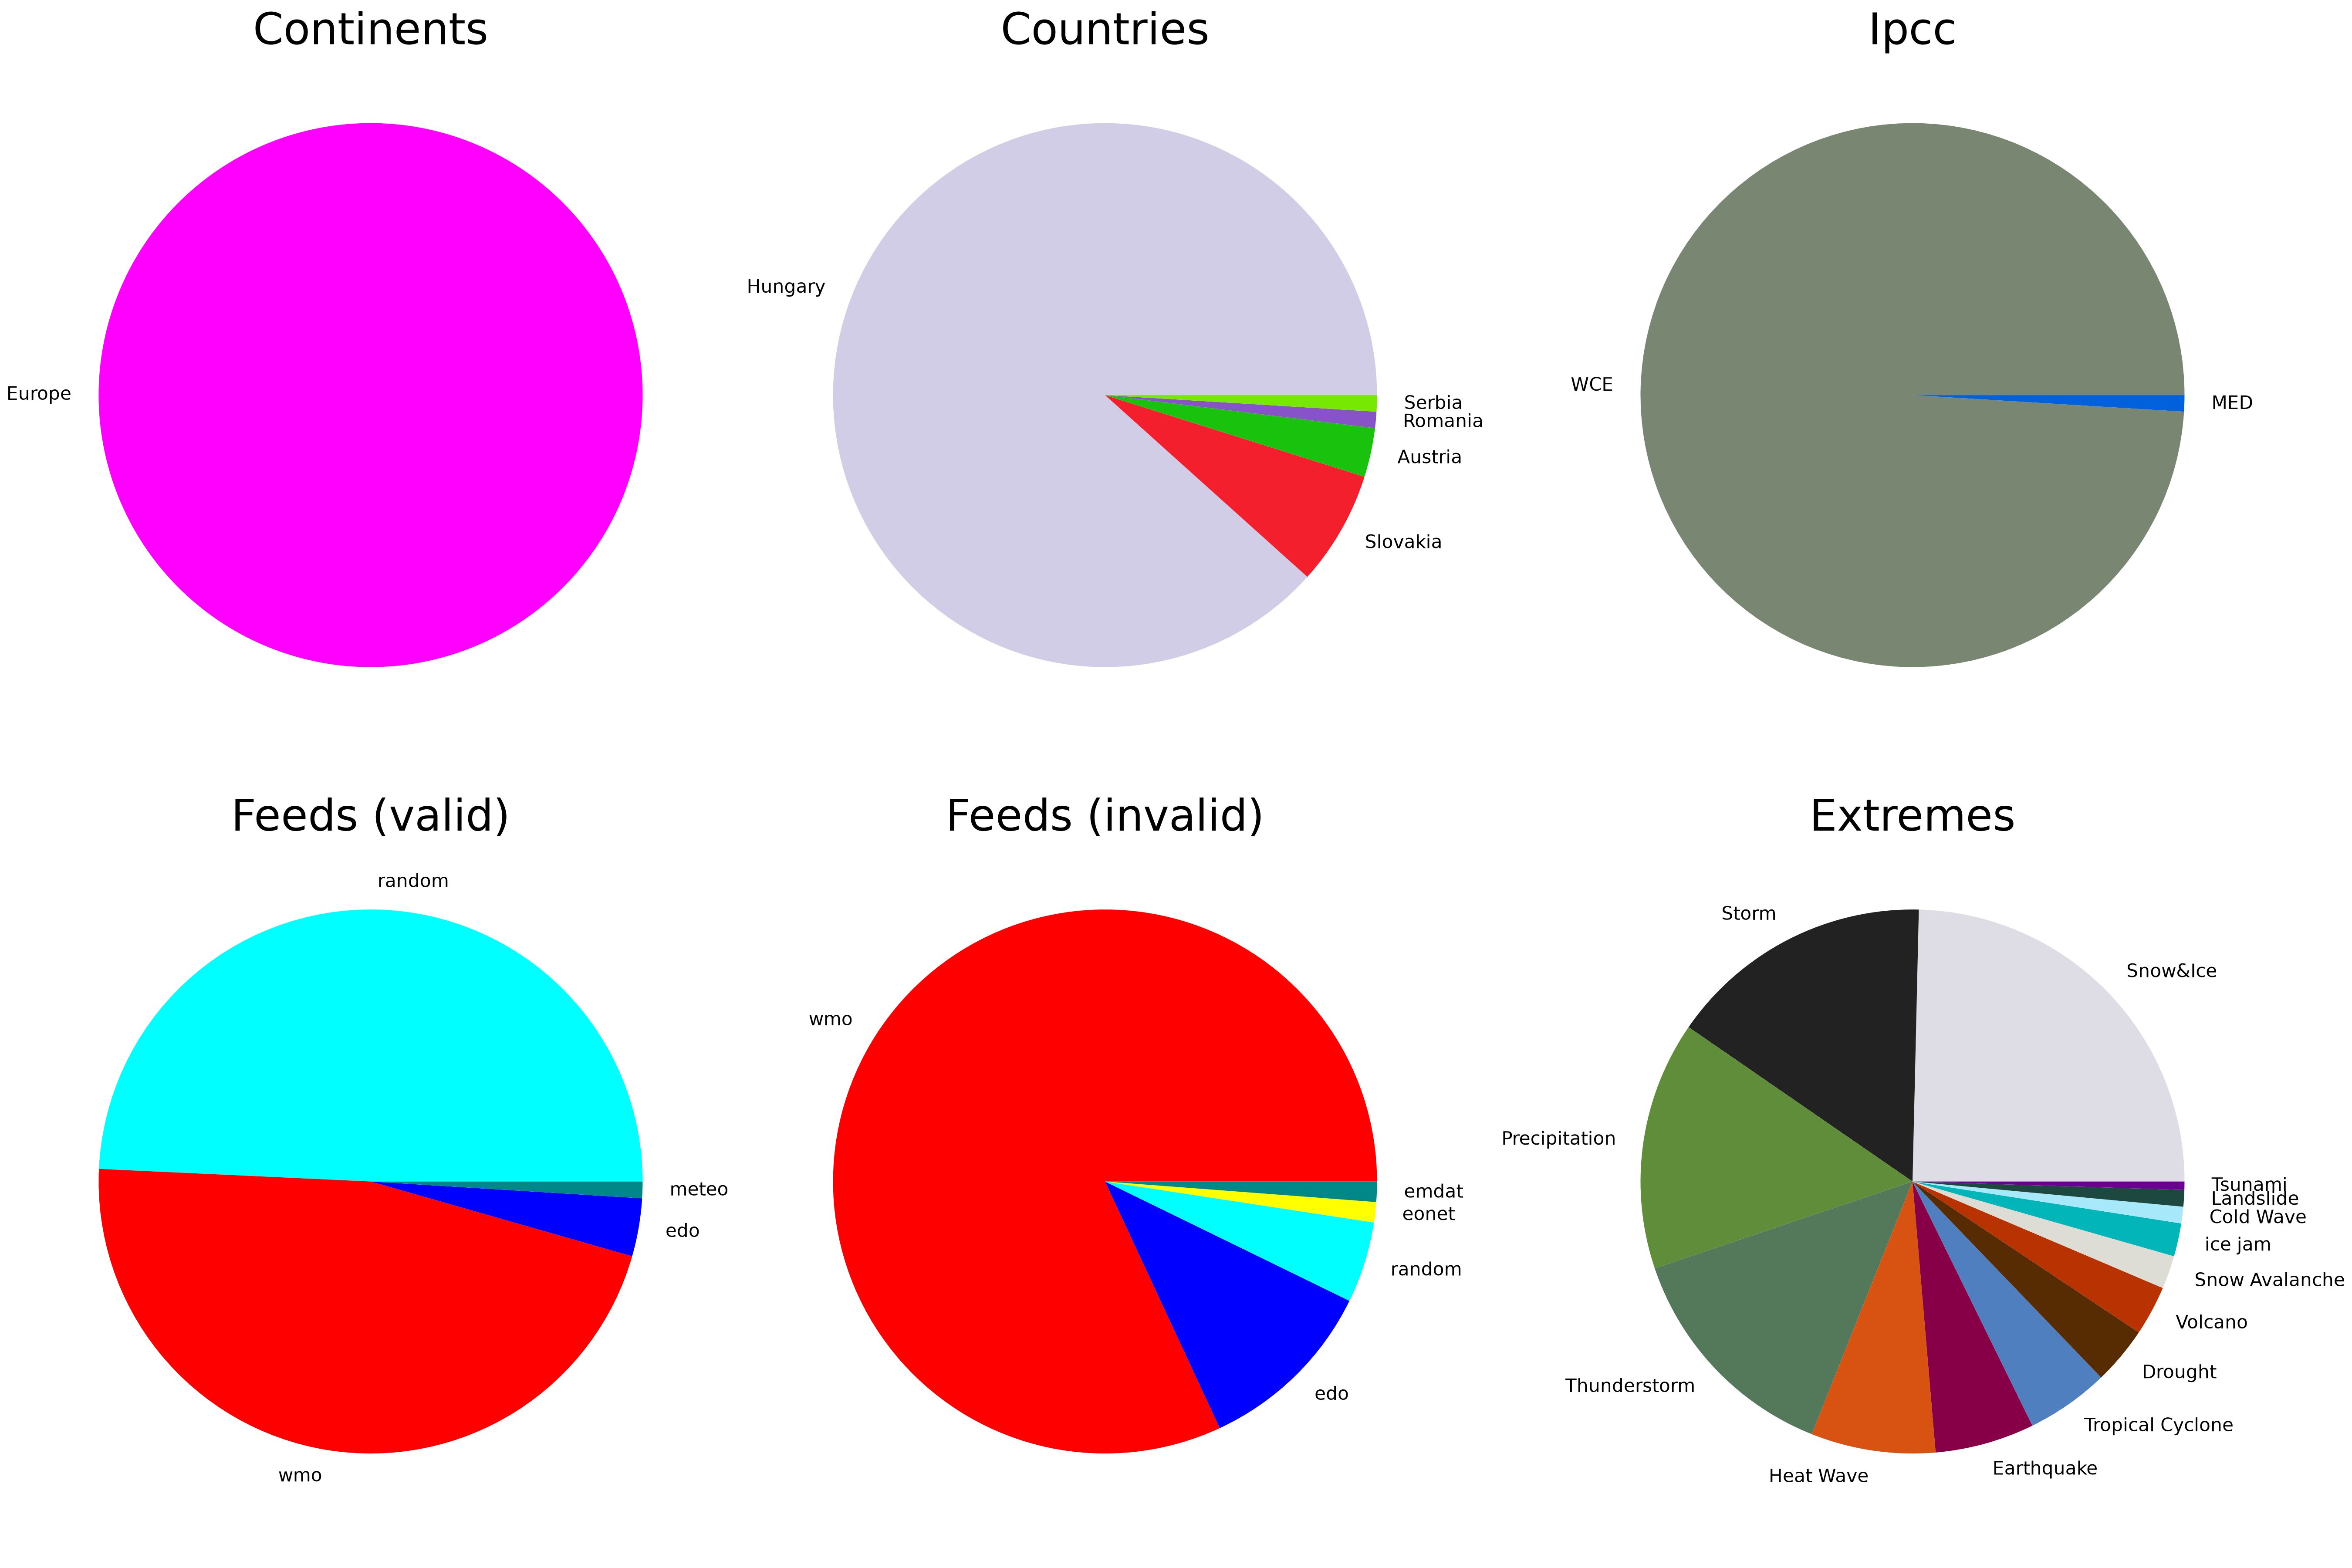 Continents
Europe
Countries
Hungary
Serbia
Romania
Austria
Slovakia
Ipcc
WCE
MED
Feeds (valid)
random
meteo
edo
wmo
Feeds (invalid)
wmo
emdat
eonet
random
edo
Extremes
Storm
Snow&Ice
Precipitation
Tsunami
Landslide
Cold Wave
ice jam
Snow Avalanche
Volcano
Drought
Thunderstorm
Tropical Cyclone
Earthquake
Heat Wave